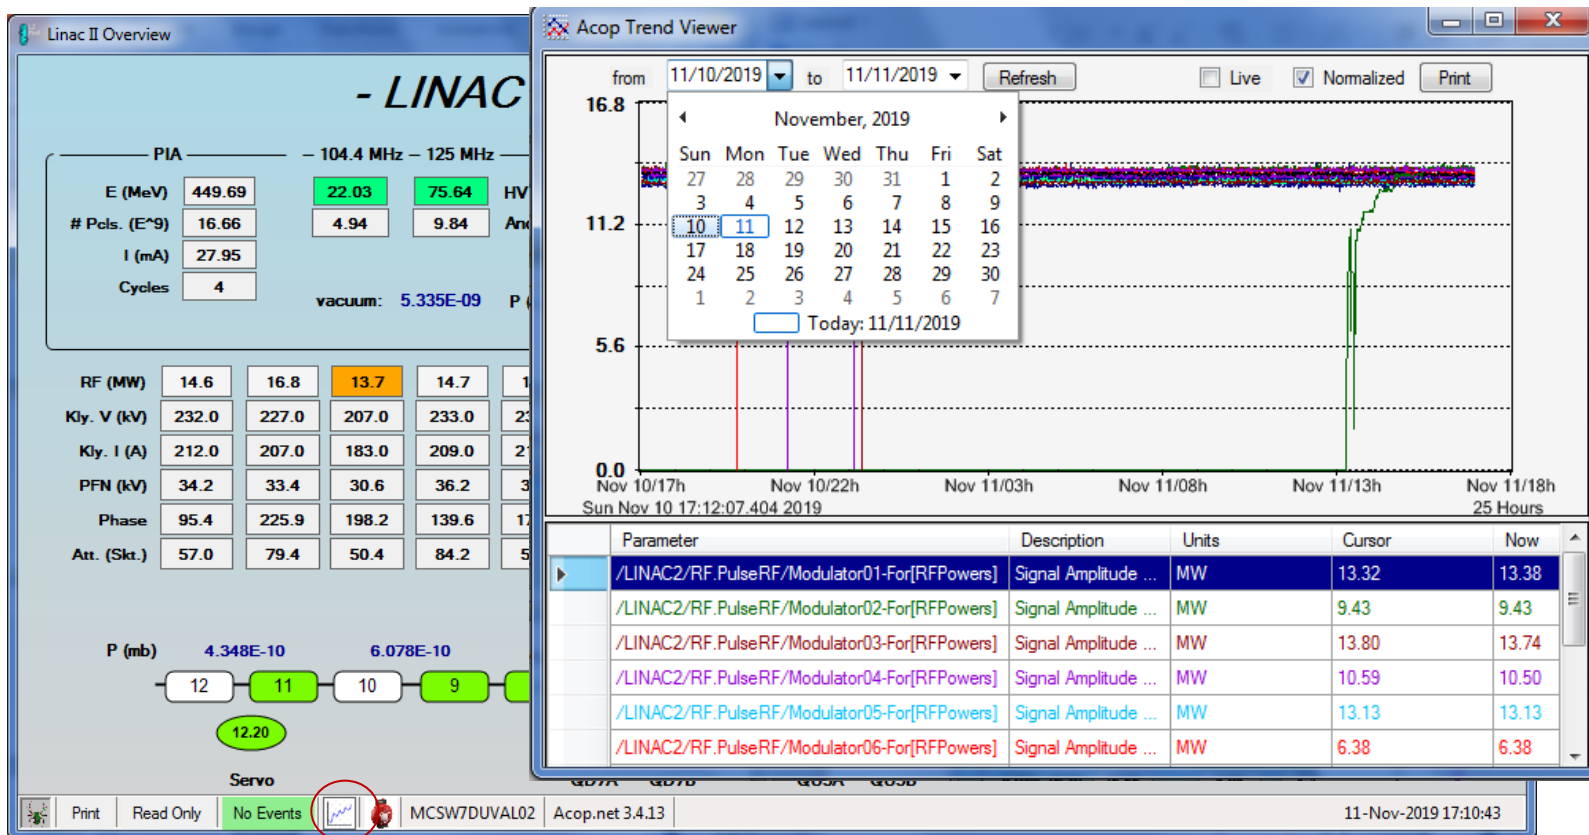 Linac II Overview
- LINAC
PIA
104.4 MHz
125 MHz
E (MeV) 449.69 22.03 75.64 HV
# Pcls. (E^9) 16.66 4.94 9.84
I (mA) 27.95
Cycles 4
vacuum: 5.335E-09 P
RF (MW) 14.6 16.8 13.7 14.7
Kly. V (kV) 232.0 227.0 207.0 233.0
Kly. I (A) 212.0 207.0 183.0 209.0
PFN (kV) 34.2 33.4 30.6 36.2
Phase 95.4 225.9 198.2 139.6
Att. (Skt.) 57.0 79.4 50.4 84.2
P (mb) 4.348E-10 6.078E-10
12 11 10 9
12.20
Servo
Acop Trend Viewer
from 11/10/2019 to 11/11/2019 Refresh Live Normalized Print
November, 2019
Sun Mon Tue Wed Thu Fri Sat
27 28 29 30 31 1 2
3 4 5 6 7 8 9
10 11 12 13 14 15 16
17 18 19 20 21 22 23
24 25 26 27 28 29 30
1 2 3 4 5 6 7
Today: 11/11/2019
16.8
11.2
5.6
0.0
Nov 10/17h Nov 10/22h Nov 11/03h Nov 11/08h Nov 11/13h Nov 11/18h
Sun Nov 10 17:12:07.404 2019 25 Hours
Parameter Description Units Cursor Now
/LINAC2/RF.PulseRF/Modulator01-For[RFPowers] Signal Amplitude ... MW 13.32 13.38
/LINAC2/RF.PulseRF/Modulator02-For[RFPowers] Signal Amplitude ... MW 9.43 9.43
/LINAC2/RF.PulseRF/Modulator03-For[RFPowers] Signal Amplitude ... MW 13.80 13.74
/LINAC2/RF.PulseRF/Modulator04-For[RFPowers] Signal Amplitude ... MW 10.59 10.50
/LINAC2/RF.PulseRF/Modulator05-For[RFPowers] Signal Amplitude ... MW 13.13 13.13
/LINAC2/RF.PulseRF/Modulator06-For[RFPowers] Signal Amplitude ... MW 6.38 6.38
Print Read Only No Events MCSW7DUVAL02 Acop.net 3.4.13 11-Nov-2019 17:10:43